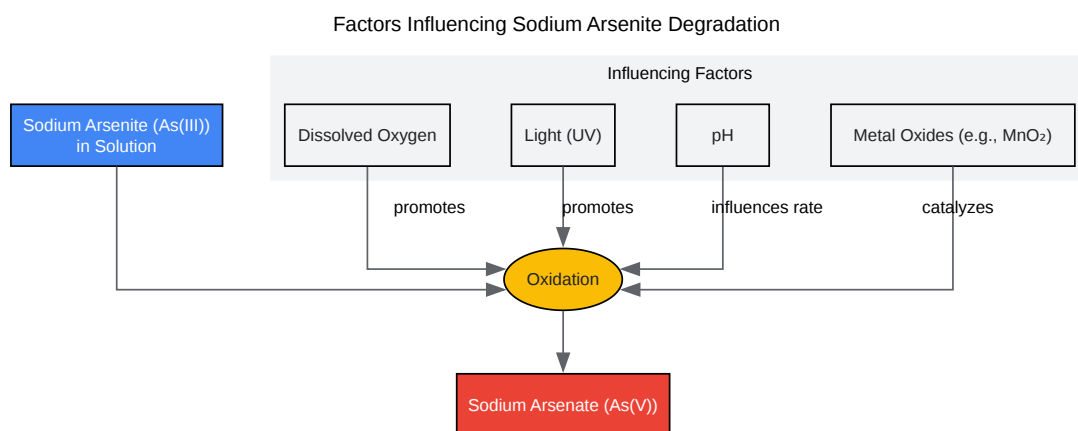 Factors Influencing Sodium Arsenite Degradation
Influencing Factors
Sodium Arsenite (As(III))
in Solution
Dissolved Oxygen
Light (UV)
pH
Metal Oxides (e.g., MnO₂)
promotes
promotes
influences rate
catalyzes
Oxidation
Sodium Arsenate (As(V))